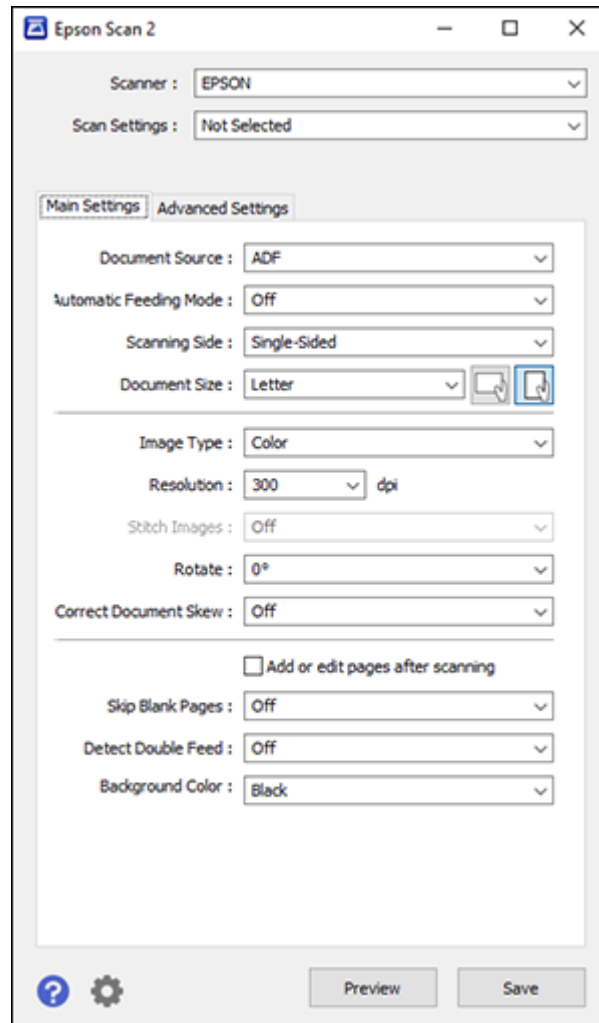 Epson Scan 2
Scanner : EPSON
Scan Settings : Not Selected
Main Settings Advanced Settings
Document Source : ADF
Automatic Feeding Mode : Off
Scanning Side : Single-Sided
Document Size : Letter
Image Type : Color
Resolution : 300 dpi
Stitch Images : Off
Rotate : 0°
Correct Document Skew : Off
Add or edit pages after scanning
Skip Blank Pages : Off
Detect Double Feed : Off
Background Color : Black
? Preview Save